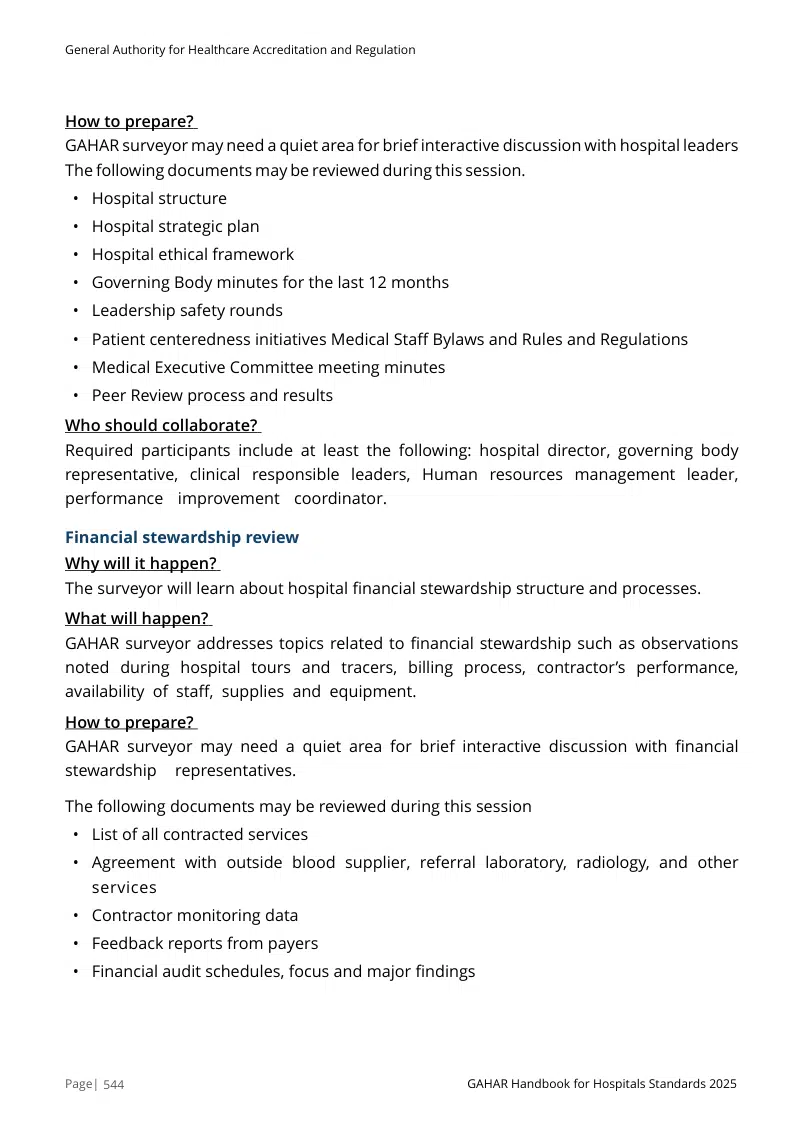 General Authority for Healthcare Accreditation and Regulation
How to prepare?
GAHAR surveyor may need a quiet area for brief interactive discussion with hospital leaders
The following documents may be reviewed during this session.
• Hospital structure
• Hospital strategic plan
• Hospital ethical framework
• Governing Body minutes for the last 12 months
• Leadership safety rounds
• Patient centeredness initiatives Medical Staff Bylaws and Rules and Regulations
• Medical Executive Committee meeting minutes
• Peer Review process and results
Who should collaborate?
Required participants include at least the following: hospital director, governing body
representative, clinical responsible leaders, Human resources management leader,
performance improvement coordinator.
Financial stewardship review
Why will it happen?
The surveyor will learn about hospital financial stewardship structure and processes.
What will happen?
GAHAR surveyor addresses topics related to financial stewardship such as observations
noted during hospital tours and tracers, billing process, contractor’s performance,
availability of staff, supplies and equipment.
How to prepare?
GAHAR surveyor may need a quiet area for brief interactive discussion with financial
stewardship representatives.
The following documents may be reviewed during this session
• List of all contracted services
• Agreement with outside blood supplier, referral laboratory, radiology, and other
services
• Contractor monitoring data
• Feedback reports from payers
• Financial audit schedules, focus and major findings
Page| 544
GAHAR Handbook for Hospitals Standards 2025